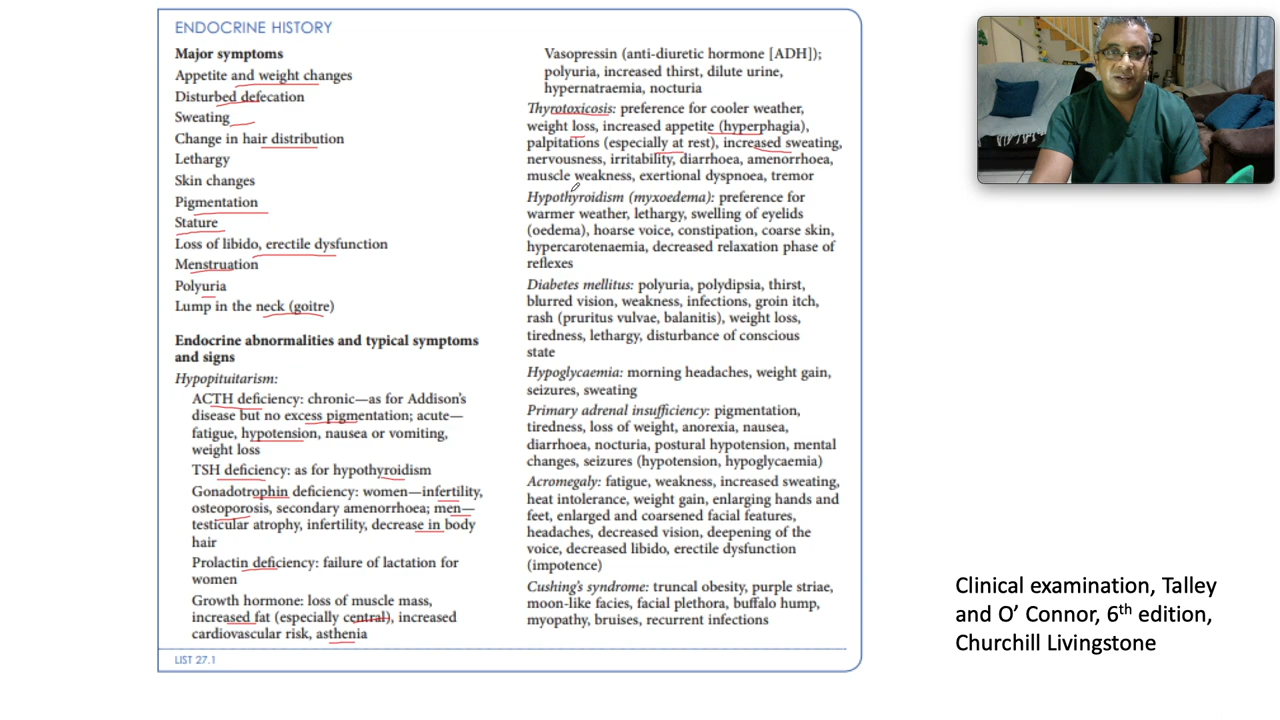 ENDOCRINE HISTORY
Major symptoms
Appetite and weight changes
Disturbed defecation
Sweating
Change in hair distribution
Lethargy
Skin changes
Pigmentation
Stature
Loss of libido, erectile dysfunction
Menstruation
Polyuria
Lump in the neck (goitre)
Endocrine abnormalities and typical symptoms
and signs
Hypopituitarism:
ACTH deficiency: chronic—as for Addison's
disease but no excess pigmentation; acute—
fatigue, hypotension, nausea or vomiting,
weight loss
TSH deficiency: as for hypothyroidism
Gonadotrophin deficiency: women—infertility,
osteoporosis, secondary amenorrhoea; men—
testicular atrophy, infertility, decrease in body
hair
Prolactin deficiency: failure of lactation for
women
Growth hormone: loss of muscle mass,
increased fat (especially central), increased
cardiovascular risk, asthenia
Vasopressin (anti-diuretic hormone [ADH]);
polyuria, increased thirst, dilute urine,
hypernatraemia, nocturia
Thyrotoxicosis: preference for cooler weather,
weight loss, increased appetite (hyperphagia),
palpitations (especially at rest), increased sweating,
nervousness, irritability, diarrhoea, amenorrhoea,
muscle weakness, exertional dyspnoea, tremor
Hypothyroidism (myxoedema): preference for
warmer weather, lethargy, swelling of eyelids
(oedema), hoarse voice, constipation, coarse skin,
hypercarotenaemia, decreased relaxation phase of
reflexes
Diabetes mellitus: polyuria, polydipsia, thirst,
blurred vision, weakness, infections, groin itch,
rash (pruritus vulvae, balanitis), weight loss,
tiredness, lethargy, disturbance of conscious
state
Hypoglycaemia: morning headaches, weight gain,
seizures, sweating
Primary adrenal insufficiency: pigmentation,
tiredness, loss of weight, anorexia, nausea,
diarrhoea, nocturia, postural hypotension, mental
changes, seizures (hypotension, hypoglycaemia)
Acromegaly: fatigue, weakness, increased sweating,
heat intolerance, weight gain, enlarging hands and
feet, enlarged and coarsened facial features,
headaches, decreased vision, deepening of the
voice, decreased libido, erectile dysfunction
(impotence)
Cushing's syndrome: truncal obesity, purple striae,
moon-like facies, facial plethora, buffalo hump,
myopathy, bruises, recurrent infections
LIST 27.1
Clinical examination, Talley
and O' Connor, 6th edition,
Churchill Livingstone